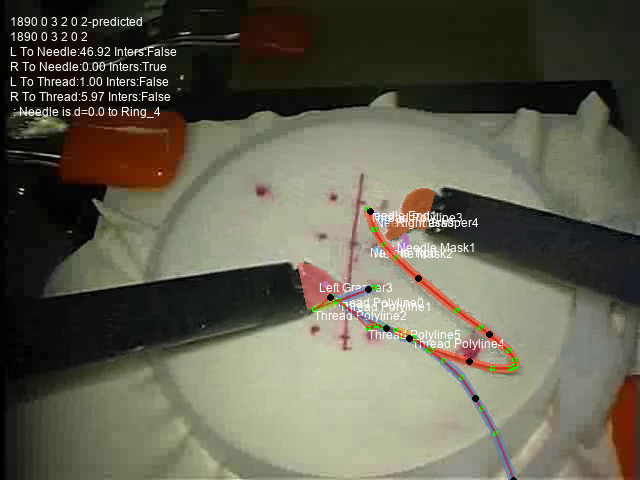 1890 0 3 2 0 2-predicted
1890 0 3 2 0 2
L To Needle:46.92 Inters:False
R To Needle:0.00 Inters:True
L To Thread:1.00 Inters:False
R To Thread:5.97 Inters:False
: Needle is d=0.0 to Ring_4
Needle Mask1
Left Grasper3
Thread Polyline0
Thread Polyline1
Thread Polyline2
Thread Polyline5
Thread Polyline4